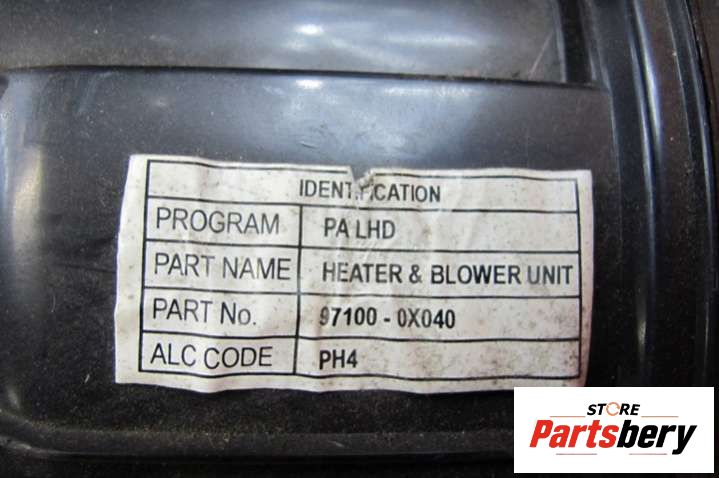 IDENTIFICATION
PROGRAM PA LHD
PART NAME HEATER & BLOWER UNIT
PART No. 97100 - 0X040
ALC CODE PH4
STORE
Partsbery